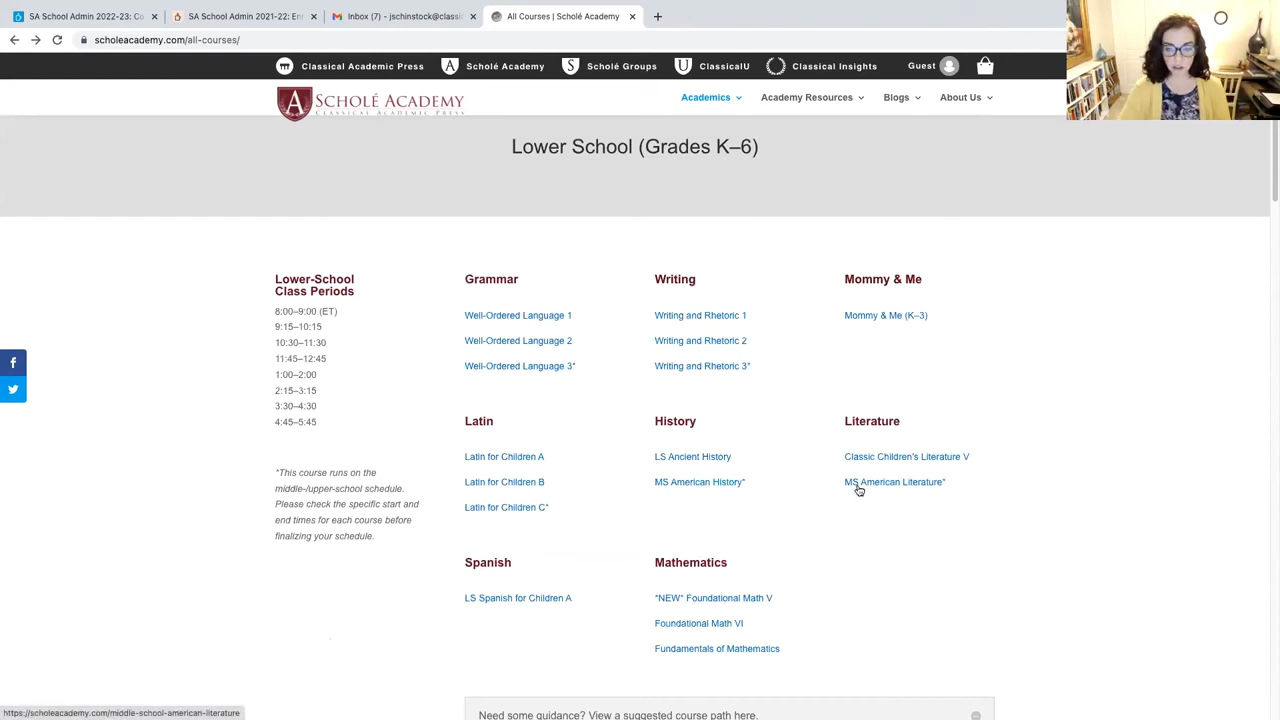 SA School Admin 2022-23: Co
SA School Admin 2021-22: Enr
Inbox (7) - jschinstock@classic
All Courses | Scholé Academy
scholeacademy.com/all-courses/
Classical Academic Press
Scholé Academy
Scholé Groups
ClassicalU
Classical Insights
Guest
SCHOLÉ ACADEMY
CLASSICAL ACADEMIC PRESS
Academics
Academy Resources
Blogs
About Us
Lower School (Grades K–6)
Lower-School
Class Periods
8:00–9:00 (ET)
9:15–10:15
10:30–11:30
11:45–12:45
1:00–2:00
2:15–3:15
3:30–4:30
4:45–5:45
*This course runs on the
middle-/upper-school schedule.
Please check the specific start and
end times for each course before
finalizing your schedule.
Grammar
Well-Ordered Language 1
Well-Ordered Language 2
Well-Ordered Language 3*
Writing
Writing and Rhetoric 1
Writing and Rhetoric 2
Writing and Rhetoric 3*
Mommy & Me
Mommy & Me (K–3)
Latin
Latin for Children A
Latin for Children B
Latin for Children C*
History
LS Ancient History
MS American History*
Literature
Classic Children's Literature V
MS American Literature*
Spanish
LS Spanish for Children A
Mathematics
*NEW* Foundational Math V
Foundational Math VI
Fundamentals of Mathematics
Need some guidance? View a suggested course path here.
https://scholeacademy.com/middle-school-american-literature